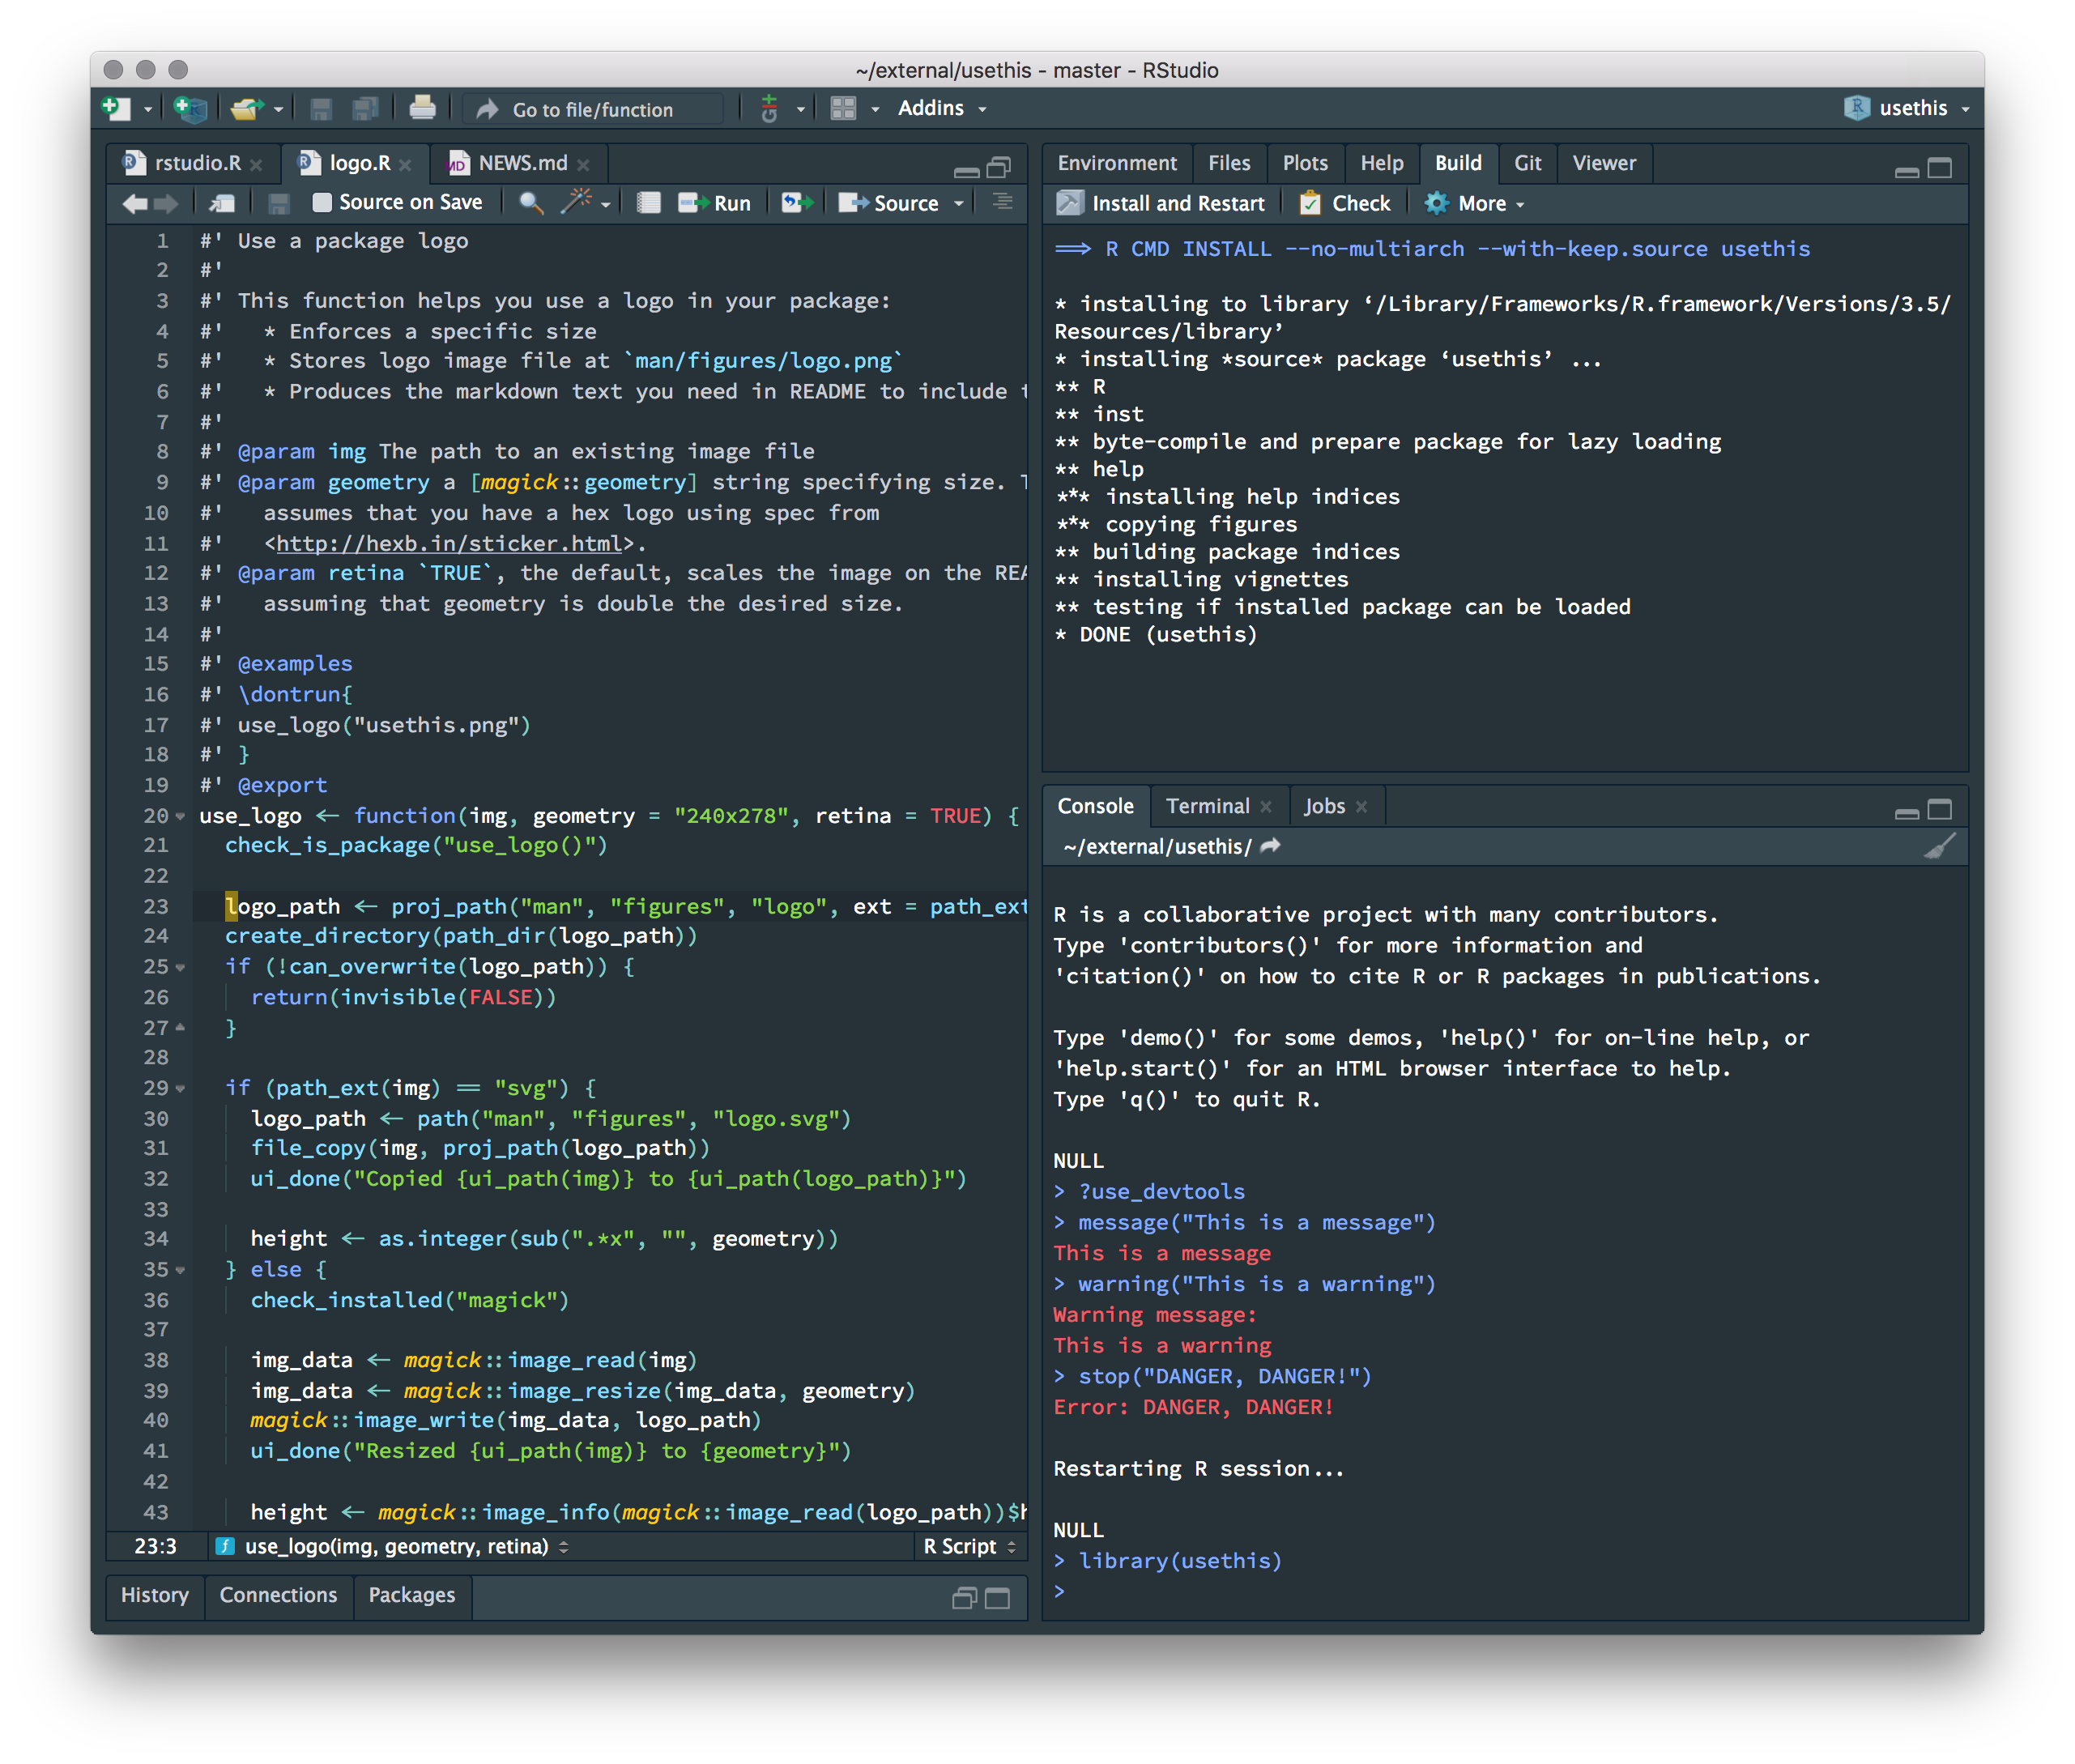 ~/external/usethis - master - RStudio
Go to file/function
Addins
usethis
rstudio.R
logo.R
NEWS.md
Source on Save
Run
Source
1 #' Use a package logo
2 #'
3 #' This function helps you use a logo in your package:
4 #'   * Enforces a specific size
5 #'   * Stores logo image file at `man/figures/logo.png`
6 #'   * Produces the markdown text you need in README to include t
7 #'
8 #' @param img The path to an existing image file
9 #' @param geometry a [magick::geometry] string specifying size. T
10 #'   assumes that you have a hex logo using spec from
11 #'   <http://hexb.in/sticker.html>.
12 #' @param retina `TRUE`, the default, scales the image on the REA
13 #'   assuming that geometry is double the desired size.
14 #'
15 #' @examples
16 #' \dontrun{
17 #' use_logo("usethis.png")
18 #' }
19 #' @export
20 use_logo <- function(img, geometry = "240x278", retina = TRUE) {
21   check_is_package("use_logo()")
22
23   logo_path <- proj_path("man", "figures", "logo", ext = path_ext
24   create_directory(path_dir(logo_path))
25   if (!can_overwrite(logo_path)) {
26     return(invisible(FALSE))
27   }
28
29   if (path_ext(img) == "svg") {
30     logo_path <- path("man", "figures", "logo.svg")
31     file_copy(img, proj_path(logo_path))
32     ui_done("Copied {ui_path(img)} to {ui_path(logo_path)}")
33
34     height <- as.integer(sub(".*x", "", geometry))
35   } else {
36     check_installed("magick")
37
38     img_data <- magick::image_read(img)
39     img_data <- magick::image_resize(img_data, geometry)
40     magick::image_write(img_data, logo_path)
41     ui_done("Resized {ui_path(img)} to {geometry}")
42
43     height <- magick::image_info(magick::image_read(logo_path))$h
23:3
use_logo(img, geometry, retina)
R Script
History
Connections
Packages
Environment
Files
Plots
Help
Build
Git
Viewer
Install and Restart
Check
More
==> R CMD INSTALL --no-multiarch --with-keep.source usethis
* installing to library ‘/Library/Frameworks/R.framework/Versions/3.5/
Resources/library’
* installing *source* package ‘usethis’ ...
** R
** inst
** byte-compile and prepare package for lazy loading
** help
*** installing help indices
*** copying figures
** building package indices
** installing vignettes
** testing if installed package can be loaded
* DONE (usethis)
Console
Terminal
Jobs
~/external/usethis/
R is a collaborative project with many contributors.
Type 'contributors()' for more information and
'citation()' on how to cite R or R packages in publications.
Type 'demo()' for some demos, 'help()' for on-line help, or
'help.start()' for an HTML browser interface to help.
Type 'q()' to quit R.
NULL
> ?use_devtools
> message("This is a message")
This is a message
> warning("This is a warning")
Warning message:
This is a warning
> stop("DANGER, DANGER!")
Error: DANGER, DANGER!
Restarting R session...
NULL
> library(usethis)
>